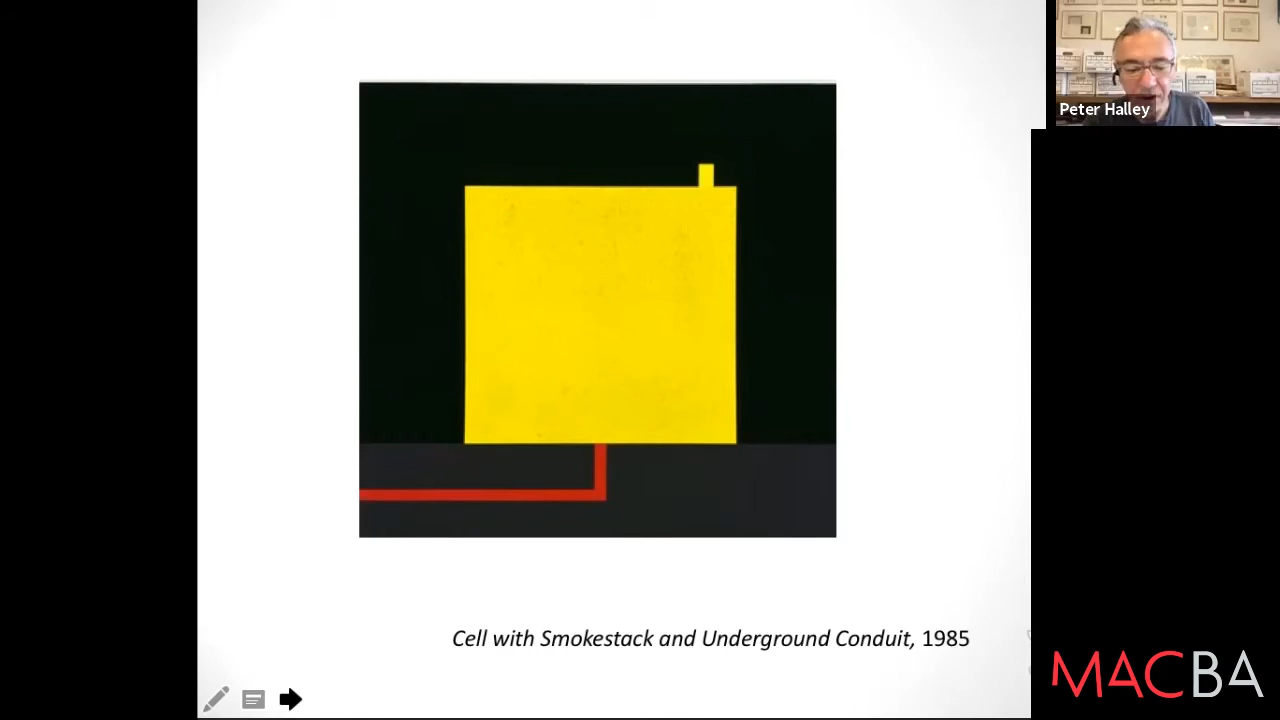 Peter Halley
Cell with Smokestack and Underground Conduit, 1985
MACBA